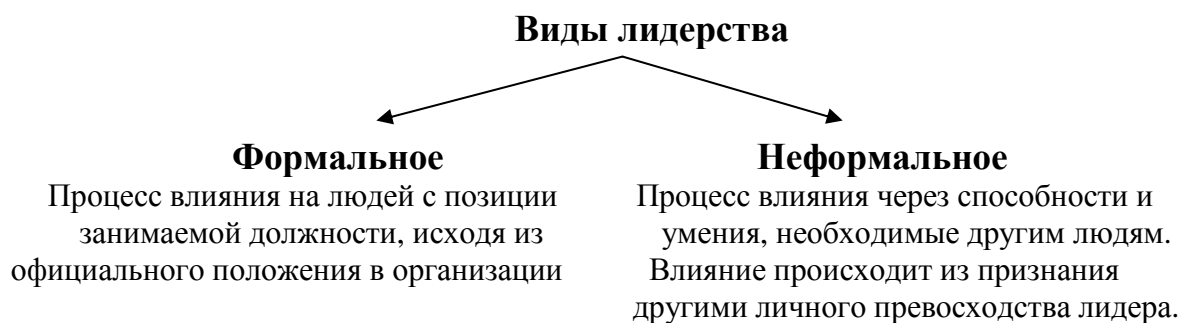 Виды лидерства
Формальное
Процесс влияния на людей с позиции
занимаемой должности, исходя из
официального положения в организации
Неформальное
Процесс влияния через способности и
умения, необходимые другим людям.
Влияние происходит из признания
другими личного превосходства лидера.